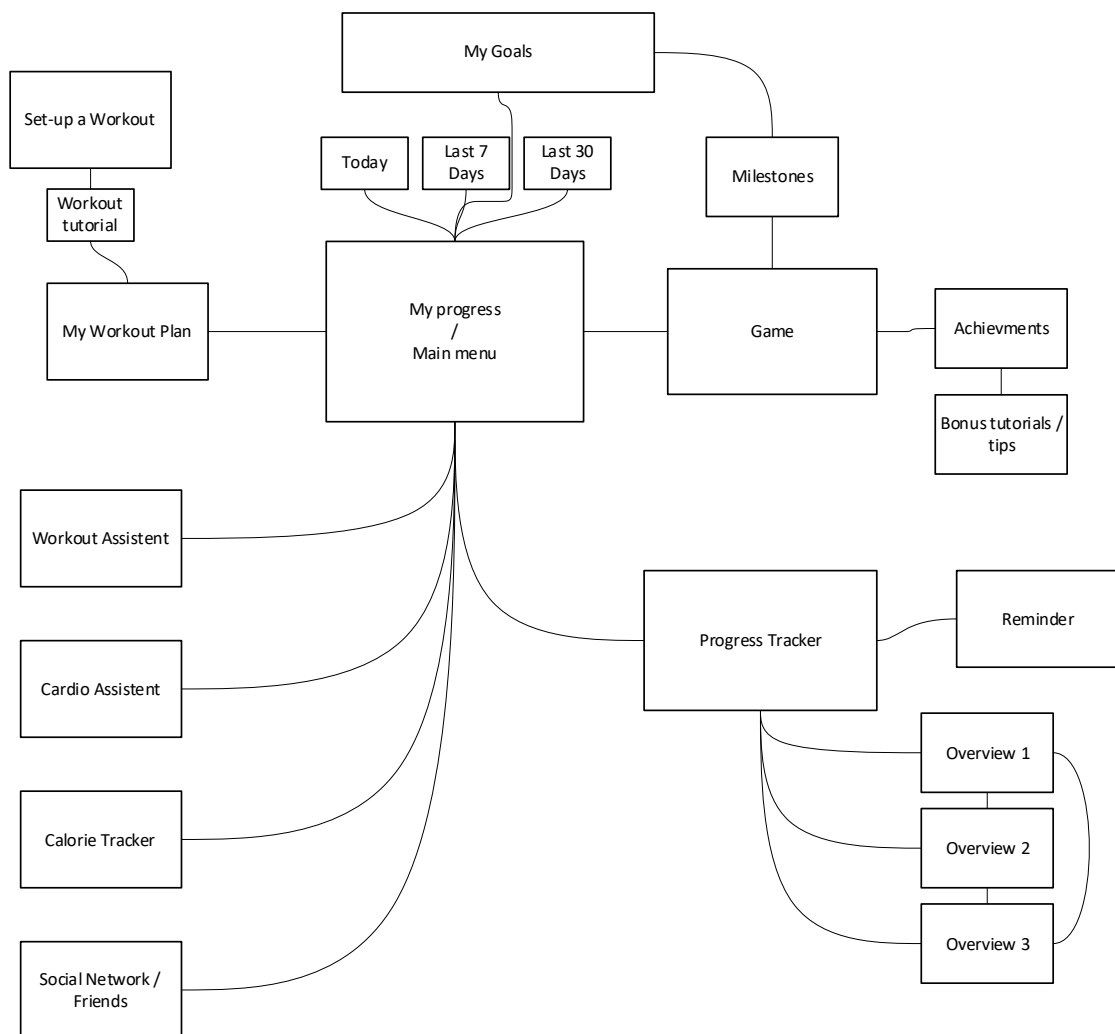 My Goals
Set-up a Workout
Today
Last 7
Days
Last 30
Days
Milestones
Workout
tutorial
My Workout Plan
My progress
/
Main menu
Game
Achievments
Bonus tutorials /
tips
Workout Assistent
Cardio Assistent
Calorie Tracker
Social Network /
Friends
Progress Tracker
Reminder
Overview 1
Overview 2
Overview 3